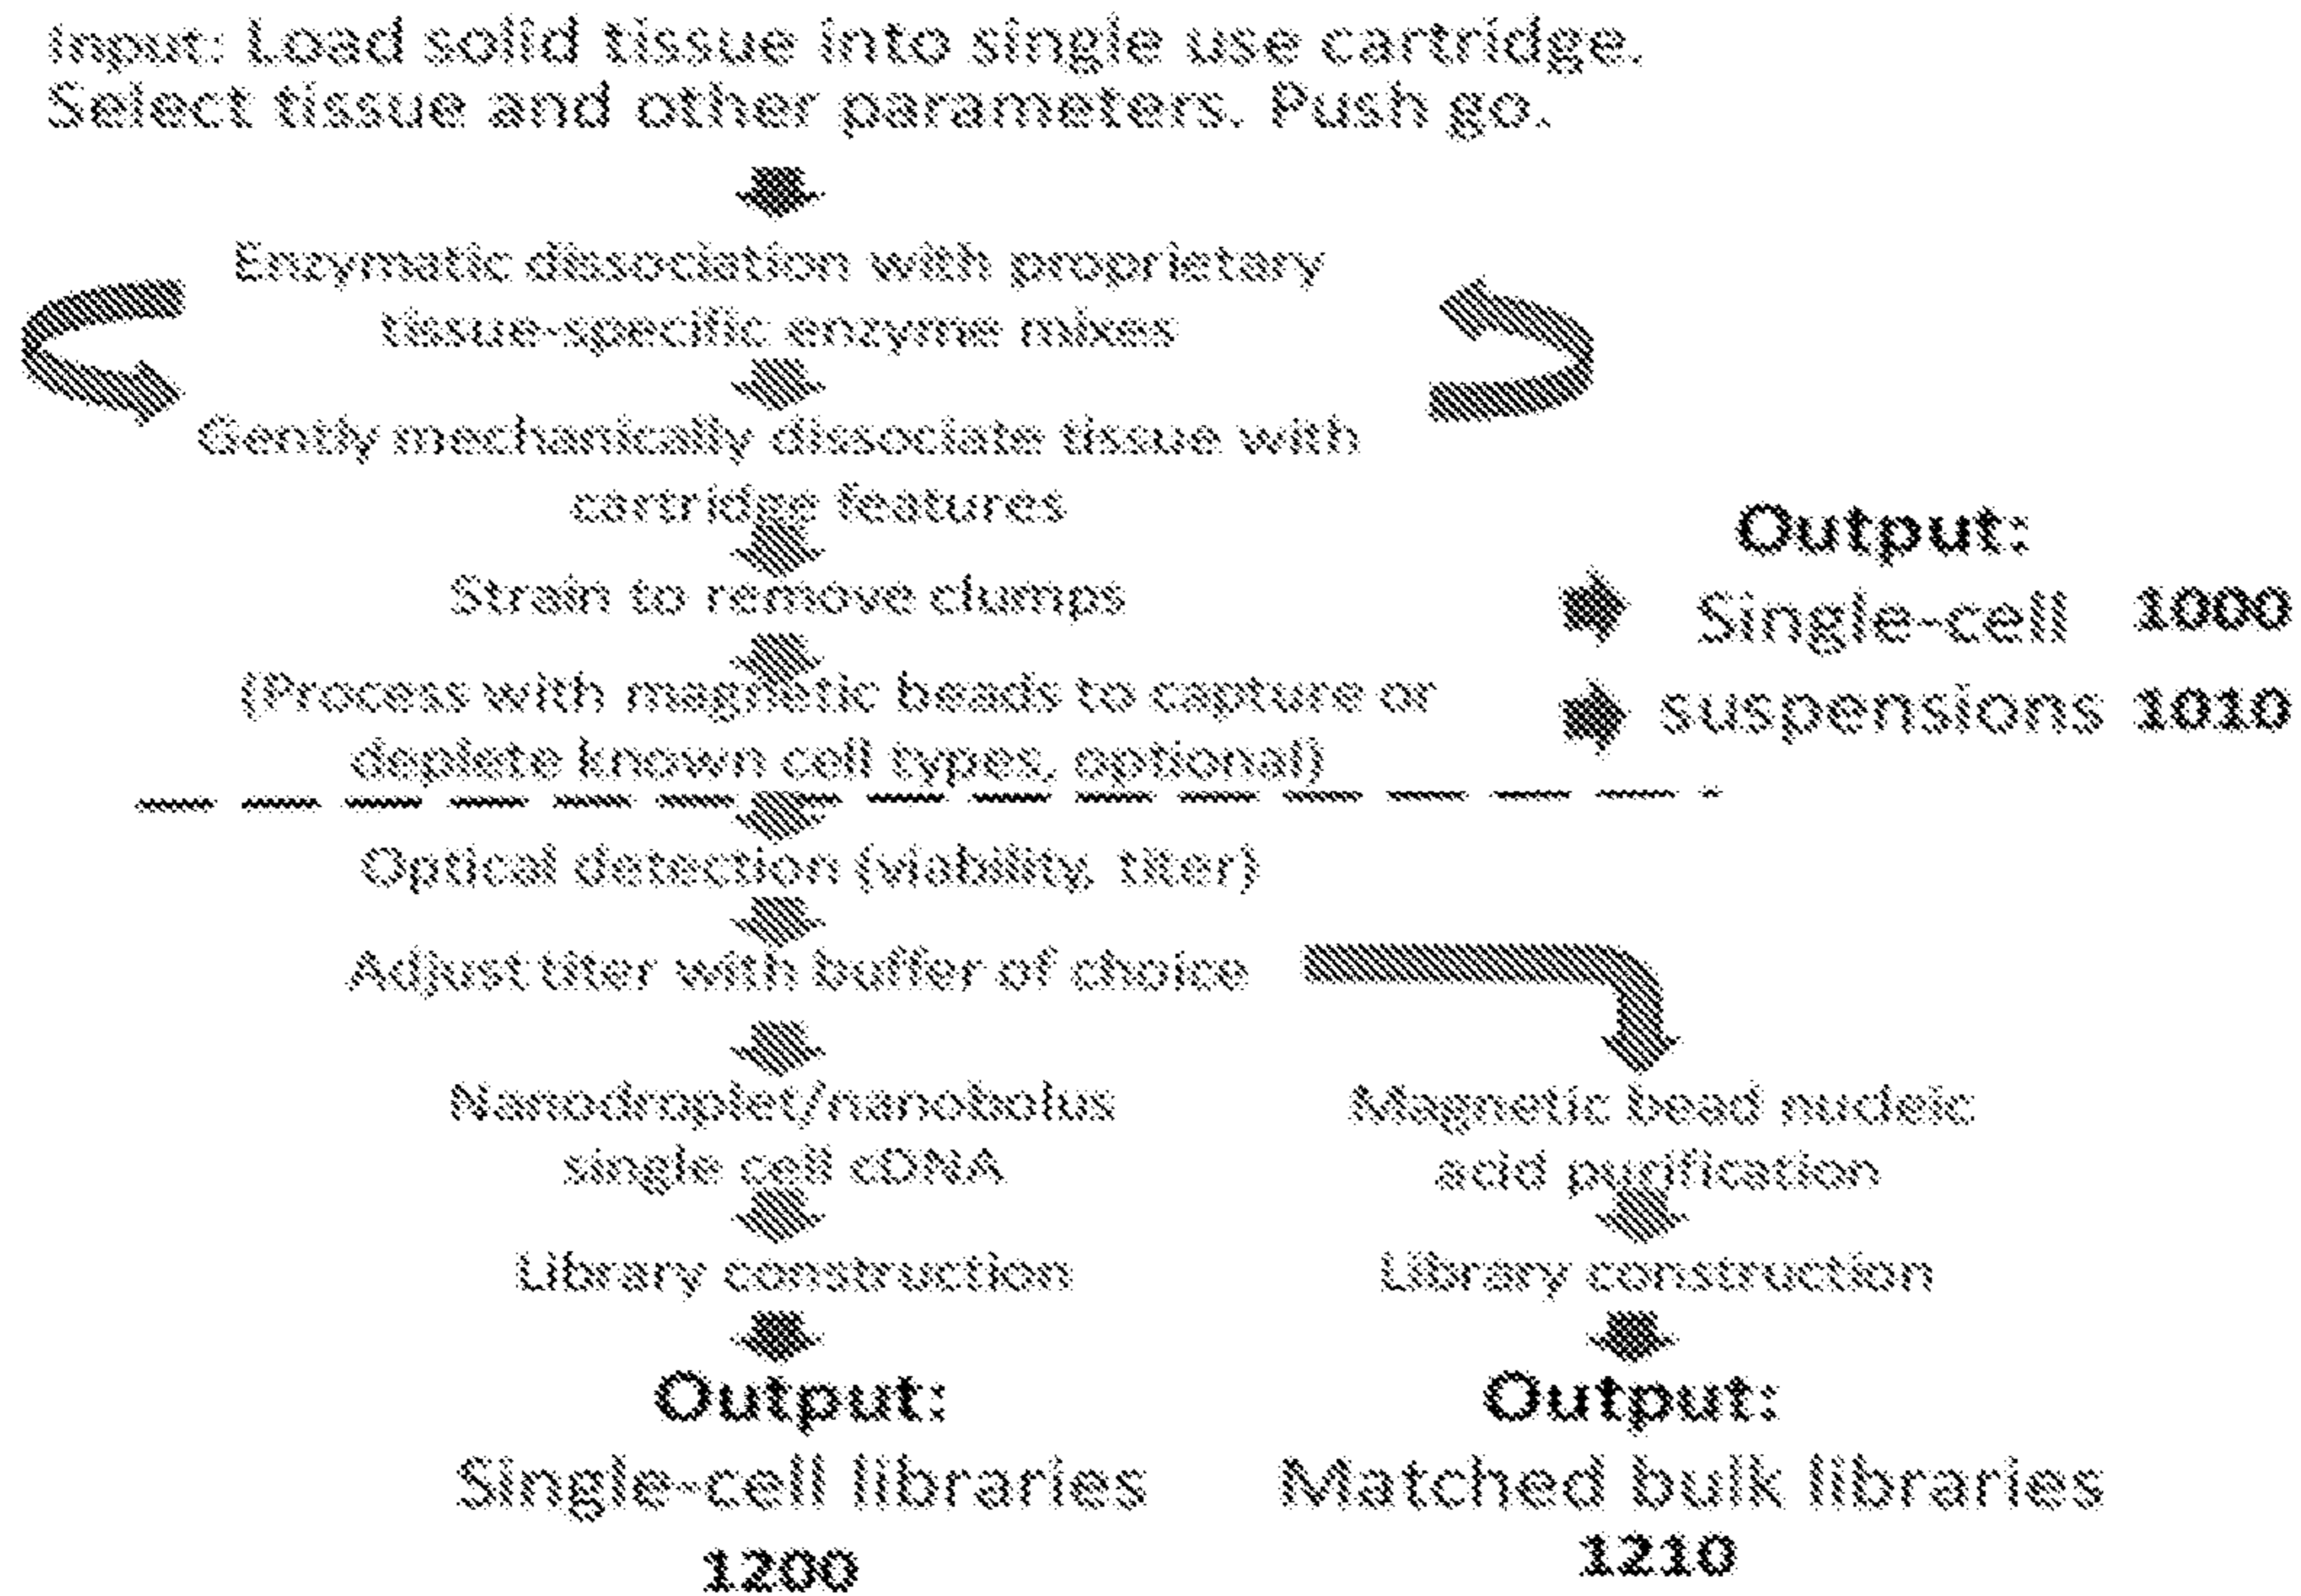 Input: Load solid tissue into single use cartridge.
Select tissue and other parameters. Push go.
Enzymatic dissociation with proprietary
tissue-specific enzyme mixes
Gently mechanically dissociate tissue with
cartridge features
Strain to remove clumps
(Process with magnetic beads to capture or
deplete known cell types, optional)
Output:
Single-cell 1000
suspensions 1010
Optical detection (viability, titer)
Adjust titer with buffer of choice
Nanodroplet/nanobolus
single cell cDNA
Library construction
Output:
Single-cell libraries
1200
Magnetic bead nucleic
acid purification
Library construction
Output:
Matched bulk libraries
1210